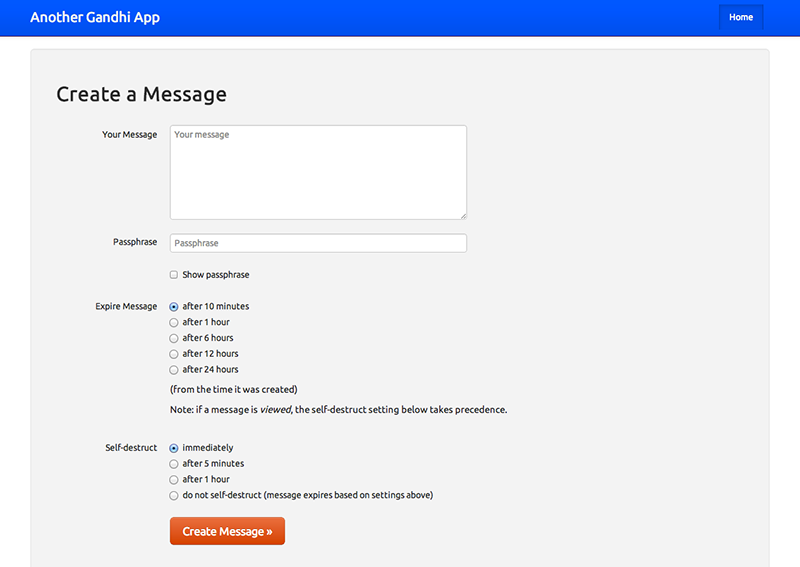 Another Gandhi App
Home
Create a Message
Your Message
Your message
Passphrase
Passphrase
Show passphrase
Expire Message
after 10 minutes
after 1 hour
after 6 hours
after 12 hours
after 24 hours
(from the time it was created)
Note: if a message is viewed, the self-destruct setting below takes precedence.
Self-destruct
immediately
after 5 minutes
after 1 hour
do not self-destruct (message expires based on settings above)
Create Message »